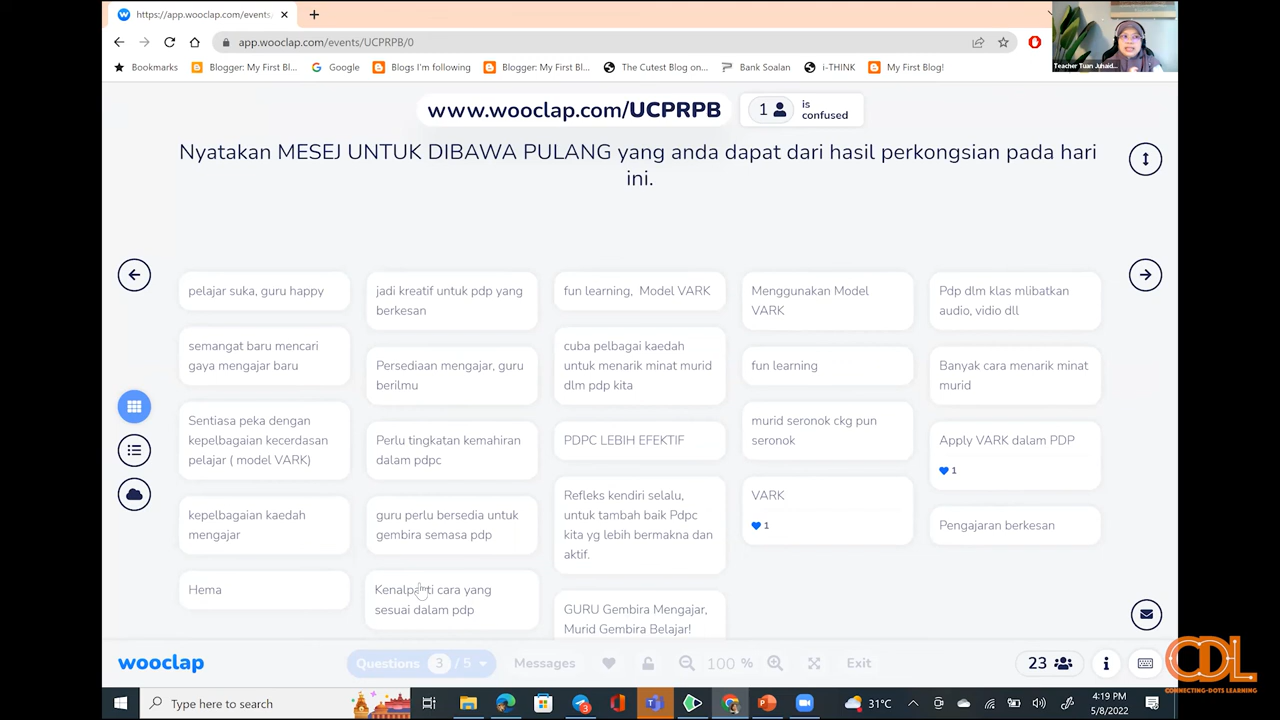 https://app.wooclap.com/events
app.wooclap.com/events/UCPRPB/0
Bookmarks
Blogger: My First Bl...
Google
Blogs I'm following
Blogger: My First Bl...
The Cutest Blog on...
Bank Soalan
i-THINK
My First Blog!
Teacher Tuan Juhaid...
www.wooclap.com/UCPRPB
1 is confused
Nyatakan MESEJ UNTUK DIBAWA PULANG yang anda dapat dari hasil perkongsian pada hari
ini.
pelajar suka, guru happy
semangat baru mencari
gaya mengajar baru
Sentiasa peka dengan
kepelbagaian kecerdasan
pelajar ( model VARK)
kepelbagaian kaedah
mengajar
Hema
jadi kreatif untuk pdp yang
berkesan
Persediaan mengajar, guru
berilmu
Perlu tingkatan kemahiran
dalam pdpc
guru perlu bersedia untuk
gembira semasa pdp
Kenalpasti cara yang
sesuai dalam pdp
fun learning, Model VARK
cuba pelbagai kaedah
untuk menarik minat murid
dlm pdp kita
PDPC LEBIH EFEKTIF
Refleks kendiri selalu,
untuk tambah baik Pdpc
kita yg lebih bermakna dan
aktif.
GURU Gembira Mengajar,
Murid Gembira Belajar!
Menggunakan Model
VARK
fun learning
murid seronok ckg pun
seronok
VARK
1
Pdp dlm klas mlibatkan
audio, vidio dll
Banyak cara menarik minat
murid
Apply VARK dalam PDP
1
Pengajaran berkesan
wooclap
Questions 3 / 5
Messages
100 %
Exit
23
CDL
CONNECTING-DOTS LEARNING
Type here to search
31°C
4:19 PM
5/8/2022